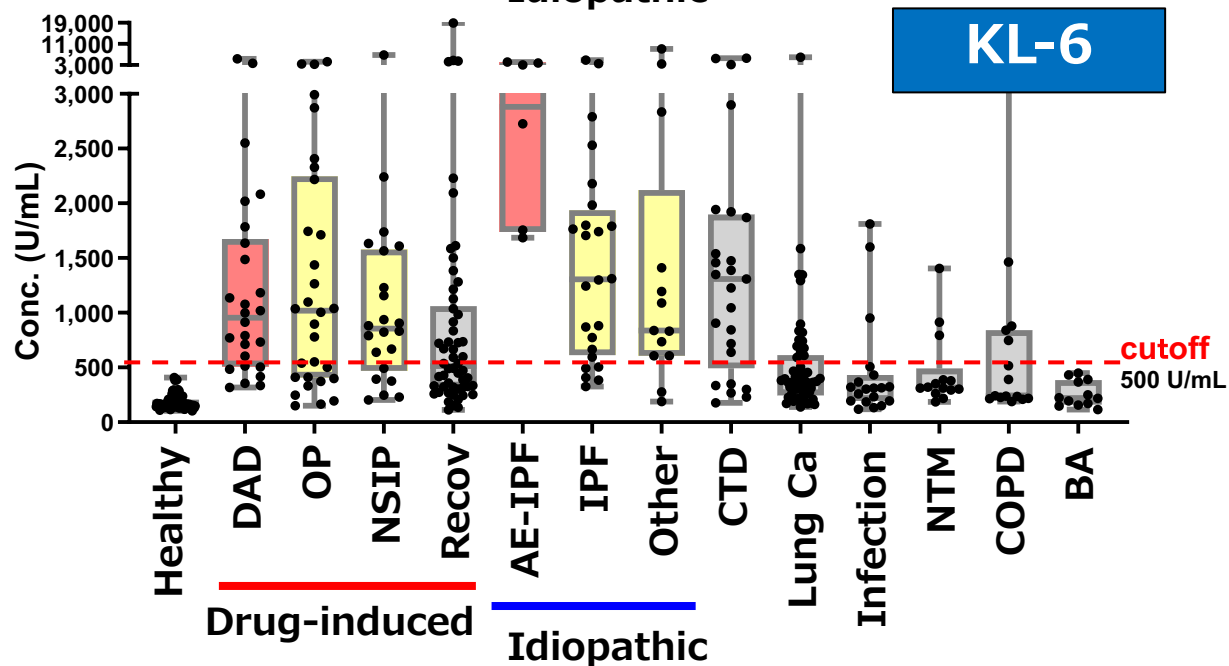 Idiopathic
KL-6
19,000
11,000
3,000
3,000
2,500
2,000
1,500
1,000
500
0
Conc. (U/mL)
cutoff
500 U/mL
Healthy
DAD
OP
NSIP
Recov
AE-IPF
IPF
Other
CTD
Lung Ca
Infection
NTM
COPD
BA
Drug-induced
Idiopathic